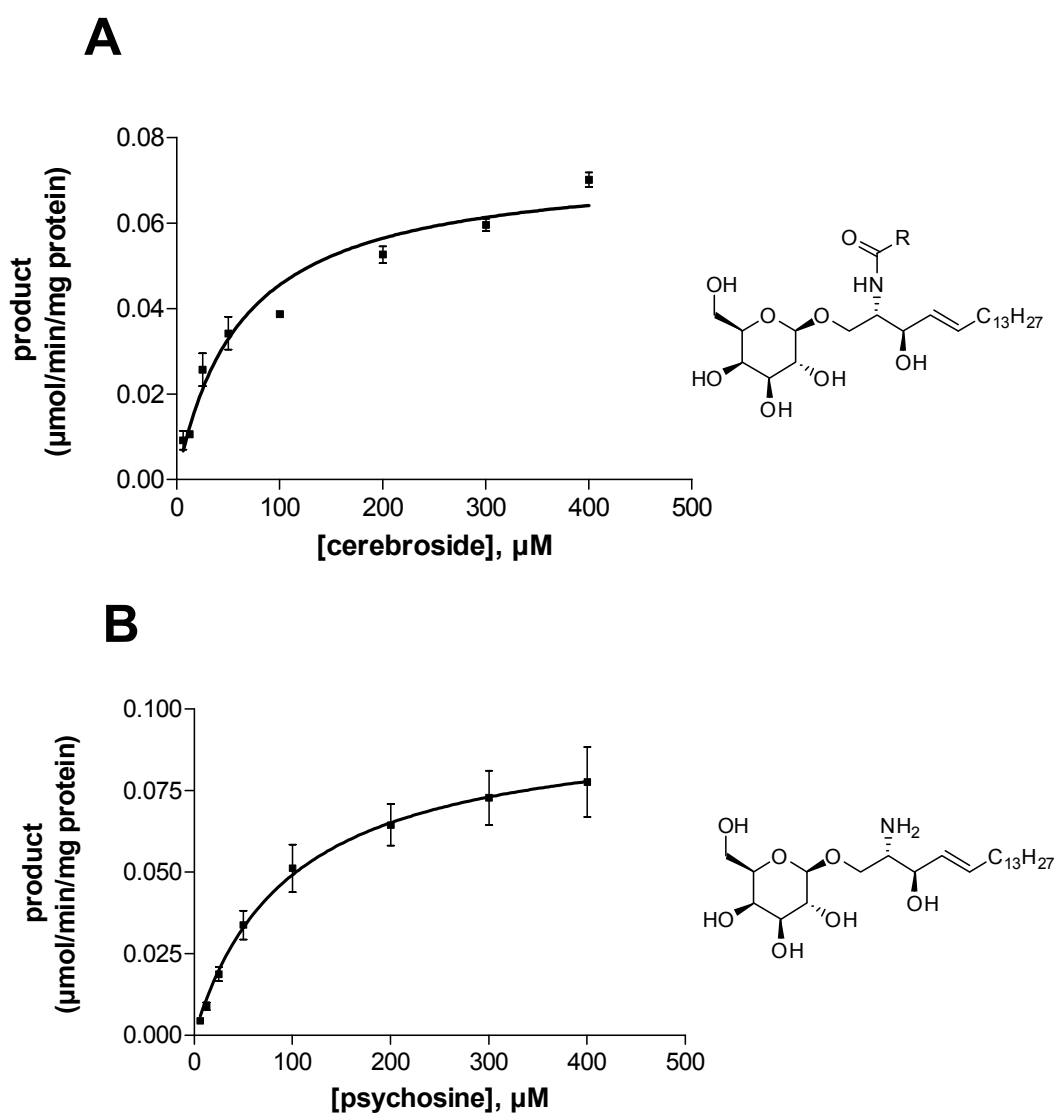 A
0.08
0.06
0.04
0.02
0.00
product
(µmol/min/mg protein)
0 100 200 300 400 500
[cerebroside], µM
O R
HN
OH
O O C13H27
OH
HO OH
OH
B
0.100
0.075
0.050
0.025
0.000
product
(µmol/min/mg protein)
0 100 200 300 400 500
[psychosine], µM
OH NH2
O O C13H27
OH
HO OH
OH